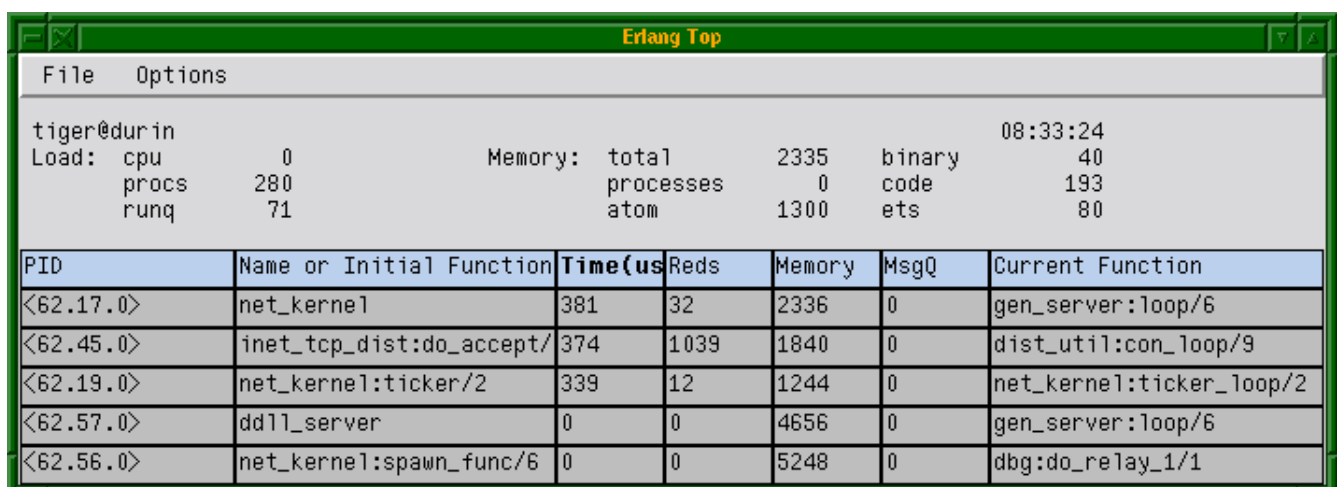 Erlang Top
File Options
tiger@durin 08:33:24
Load: cpu 0 Memory: total 2335 binary 40
procs 280 processes 0 code 193
runq 71 atom 1300 ets 80
PID Name or Initial Function Time(us Reds Memory MsgQ Current Function
<62.17.0> net_kernel 381 32 2336 0 gen_server:loop/6
<62.45.0> inet_tcp_dist:do_accept/ 374 1039 1840 0 dist_util:con_loop/9
<62.19.0> net_kernel:ticker/2 339 12 1244 0 net_kernel:ticker_loop/2
<62.57.0> ddll_server 0 0 4656 0 gen_server:loop/6
<62.56.0> net_kernel:spawn_func/6 0 0 5248 0 dbg:do_relay_1/1